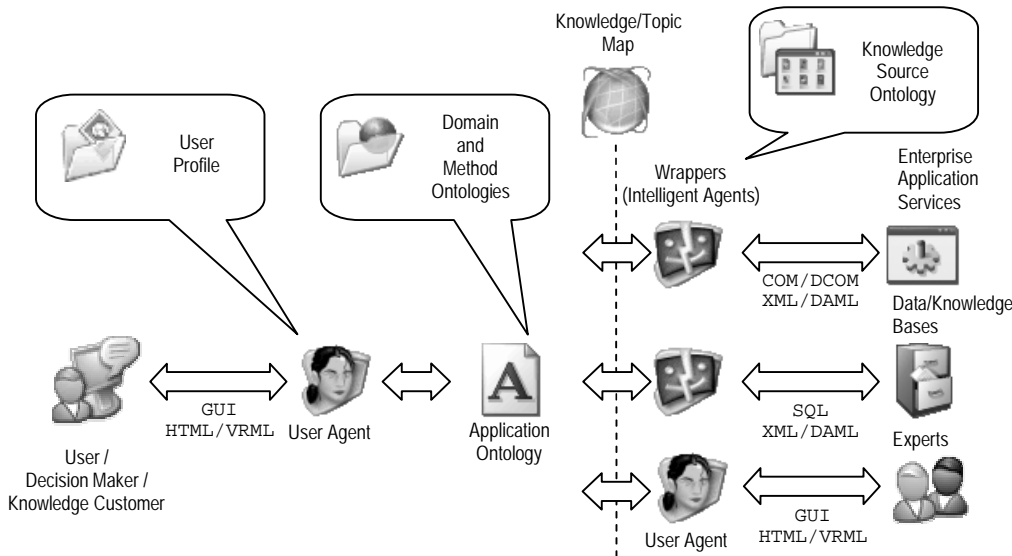 Knowledge/Topic
Map
Knowledge
Source
Ontology
User
Profile
Domain
and
Method
Ontologies
Wrappers
(Intelligent Agents)
Enterprise
Application
Services
COM/DCOM
XML/DAML
Data/Knowledge
Bases
GUI
HTML/VRML
User Agent
A
Application
Ontology
SQL
XML/DAML
Experts
User /
Decision Maker /
Knowledge Customer
GUI
HTML/VRML
User Agent